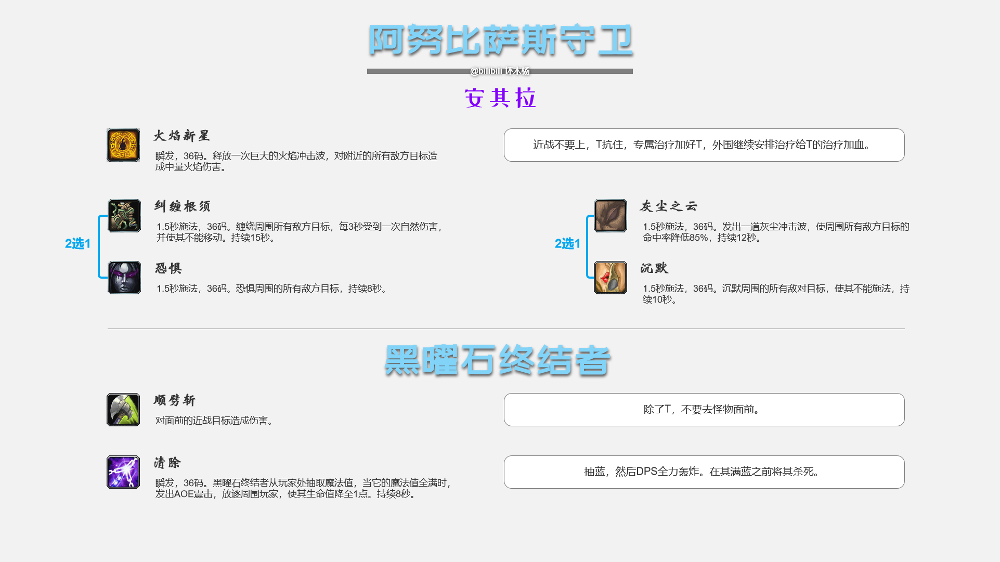 阿努比萨斯守卫
@bilibili 坏木杨
安其拉
火焰新星
瞬发，36码。释放一次巨大的火焰冲击波，对附近的所有敌方目标造
成中量火焰伤害。
近战不要上，T抗住，专属治疗加好T，外围继续安排治疗给T的治疗加血。
2选1
纠缠根须
1.5秒施法，36码。缠绕周围所有敌方目标，每3秒受到一次自然伤害，
并使其不能移动。持续15秒。
恐惧
1.5秒施法，36码。恐惧周围的所有敌方目标，持续8秒。
2选1
灰尘之云
1.5秒施法，36码。发出一道灰尘冲击波，使周围所有敌方目标的
命中率降低85%，持续12秒。
沉默
1.5秒施法，36码。沉默周围的所有敌对目标，使其不能施法，持
续10秒。
黑曜石终结者
顺劈斩
对面前的近战目标造成伤害。
除了T，不要去怪物面前。
清除
瞬发，36码。黑曜石终结者从玩家处抽取魔法值，当它的魔法值全满时，
发出AOE震击，放逐周围玩家，使其生命值降至1点。持续8秒。
抽蓝，然后DPS全力轰炸。在其满蓝之前将其杀死。